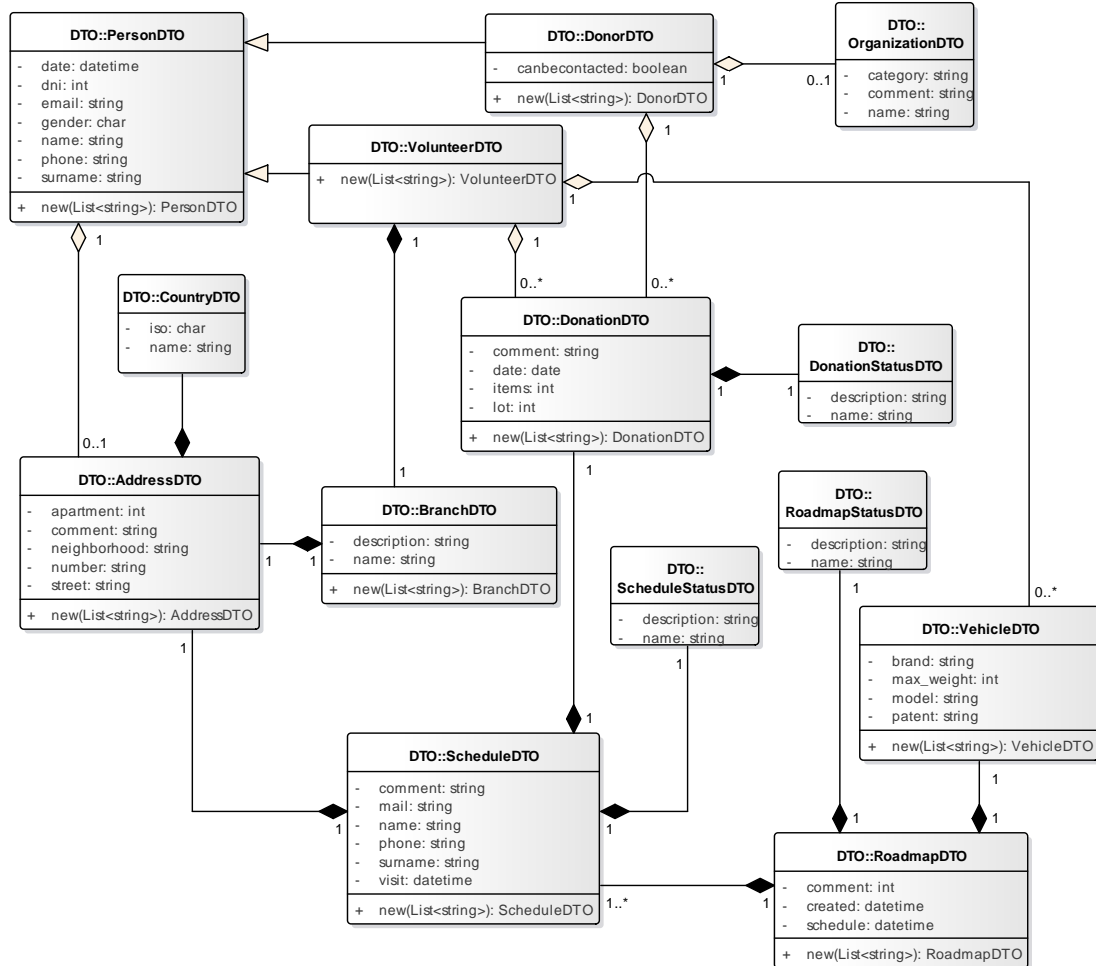 DTO::PersonDTO
- date: datetime
- dni: int
- email: string
- gender: char
- name: string
- phone: string
- surname: string
+ new(List<string>): PersonDTO
DTO::DonorDTO
- canbecontacted: boolean
+ new(List<string>): DonorDTO
DTO::
OrganizationDTO
- category: string
- comment: string
- name: string
1
0..1
1
DTO::VolunteerDTO
+ new(List<string>): VolunteerDTO
1
1
1
1
0..*
0..*
DTO::CountryDTO
- iso: char
- name: string
0..1
DTO::DonationDTO
- comment: string
- date: date
- items: int
- lot: int
+ new(List<string>): DonationDTO
1
1
1
DTO::
DonationStatusDTO
- description: string
- name: string
DTO::AddressDTO
- apartment: int
- comment: string
- neighborhood: string
- number: string
- street: string
+ new(List<string>): AddressDTO
1
1
1
1
DTO::BranchDTO
- description: string
- name: string
+ new(List<string>): BranchDTO
DTO::
RoadmapStatusDTO
- description: string
- name: string
1
DTO::
ScheduleStatusDTO
- description: string
- name: string
1
0..*
DTO::VehicleDTO
- brand: string
- max_weight: int
- model: string
- patent: string
+ new(List<string>): VehicleDTO
1
1
DTO::ScheduleDTO
- comment: string
- mail: string
- name: string
- phone: string
- surname: string
- visit: datetime
+ new(List<string>): ScheduleDTO
1
1
1..*
1
1
1
DTO::RoadmapDTO
- comment: int
- created: datetime
- schedule: datetime
+ new(List<string>): RoadmapDTO